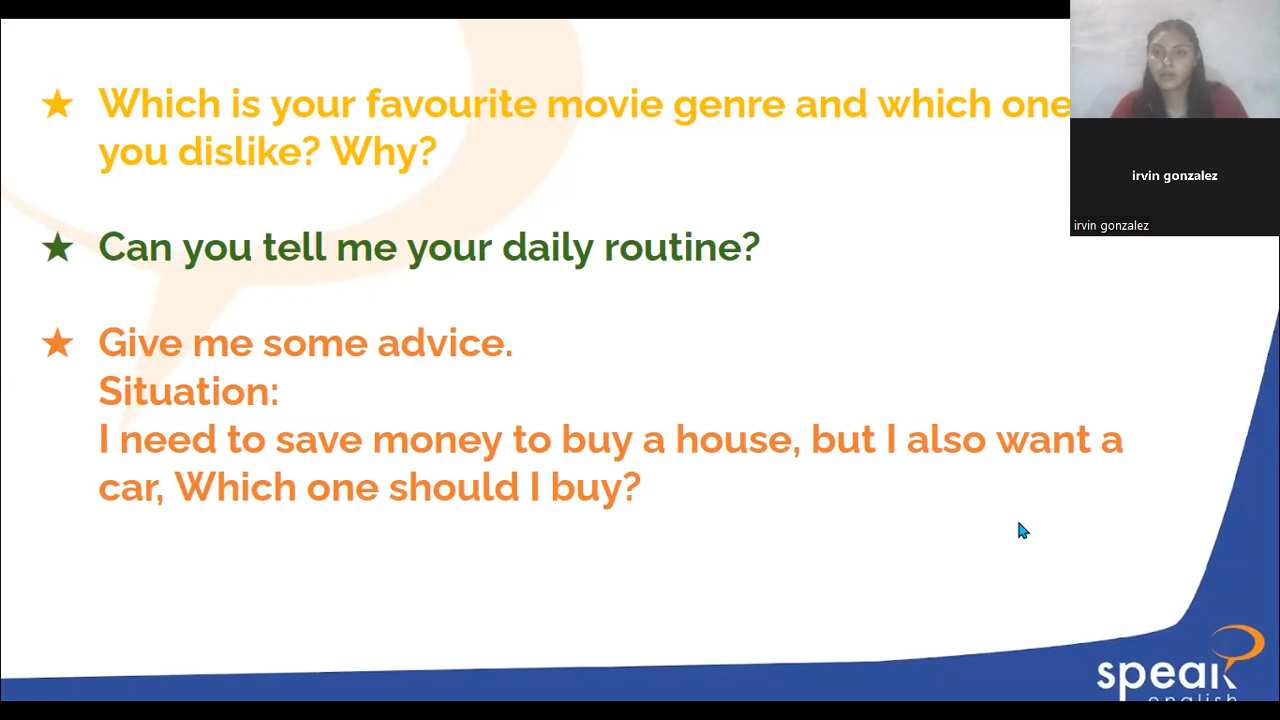 ★ Which is your favourite movie genre and which one
you dislike? Why?
★ Can you tell me your daily routine?
★ Give me some advice.
Situation:
I need to save money to buy a house, but I also want a
car, Which one should I buy?
irvin gonzalez
irvin gonzalez
speak
english